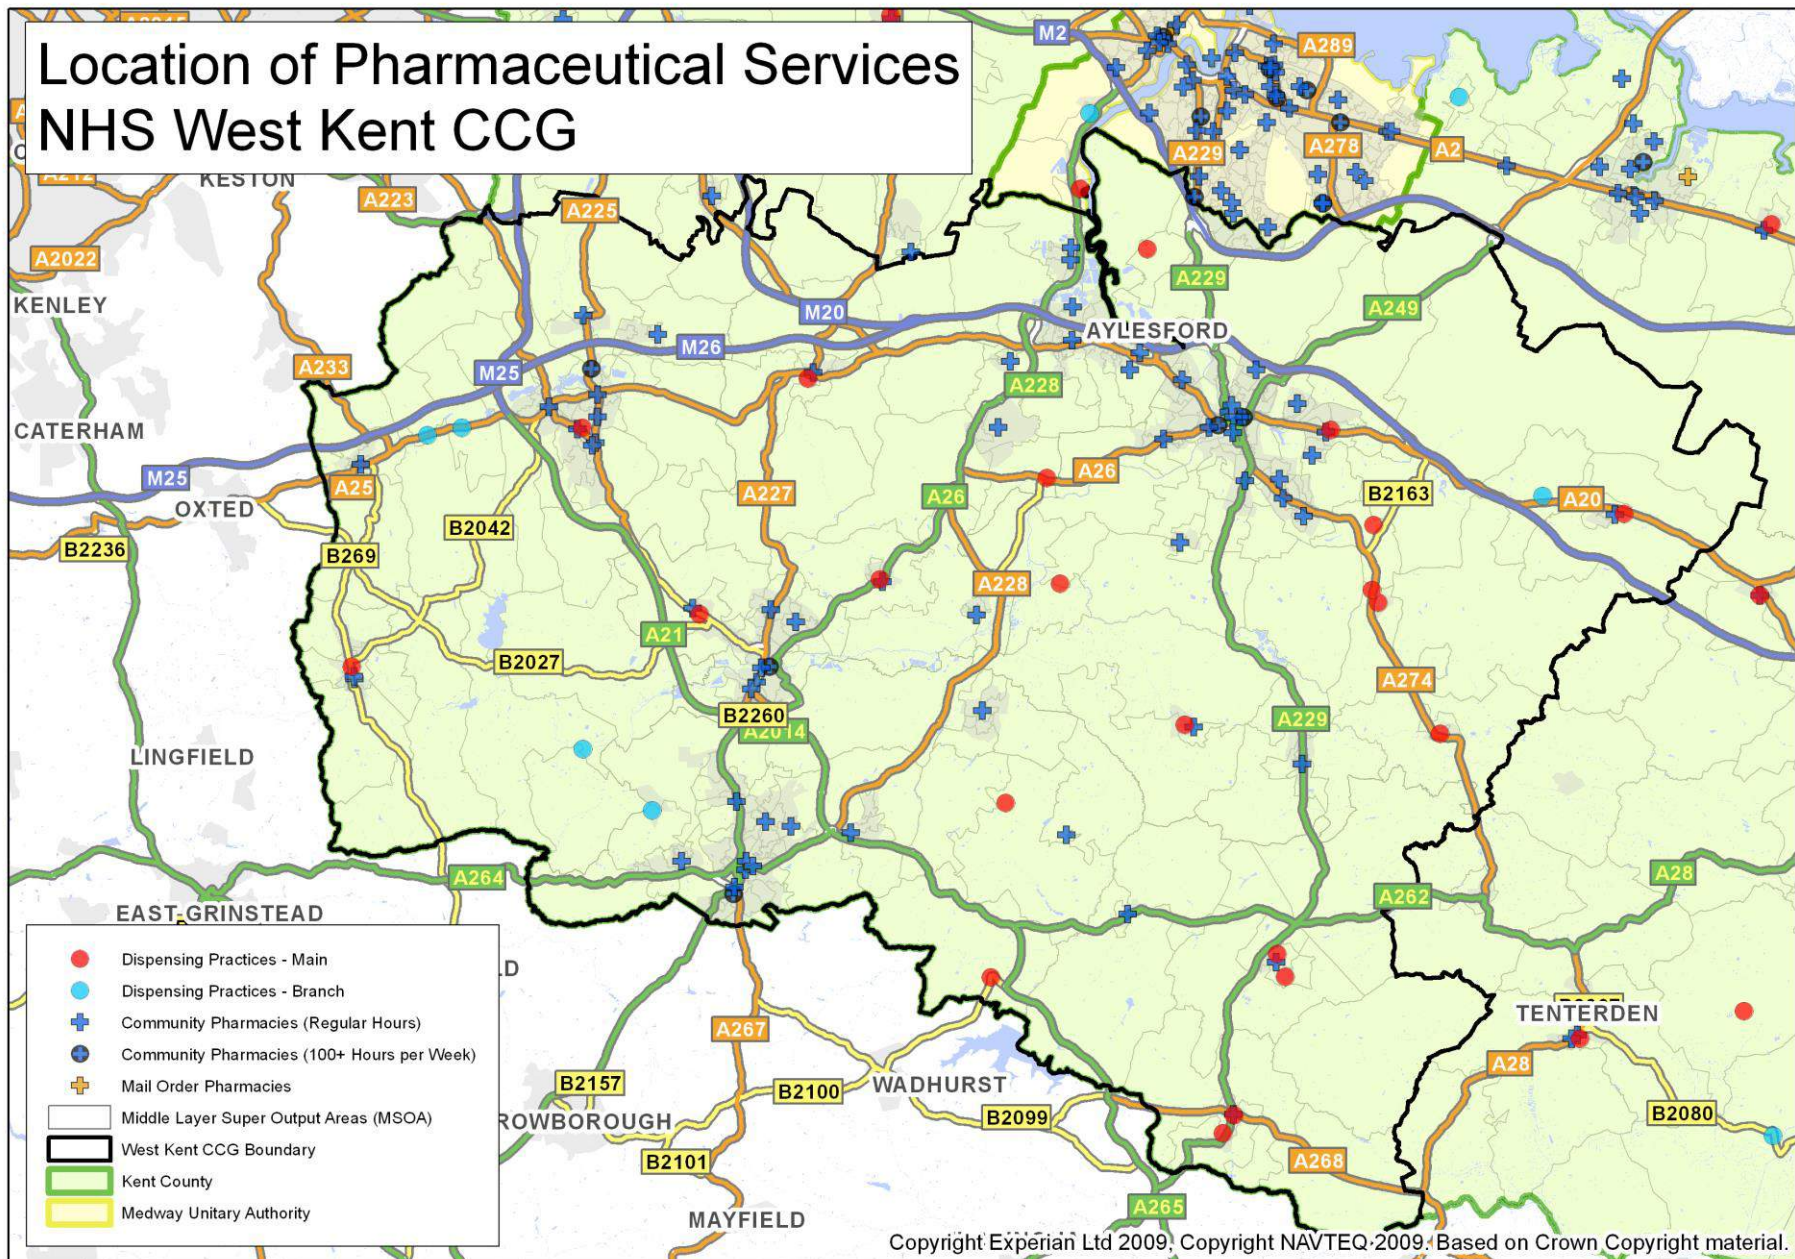 Location of Pharmaceutical Services
NHS West Kent CCG
M2
A289
A229
A278
A2
KESTON
A223
A225
A2022
KENLEY
A229
A249
M20
AYLESFORD
M26
A233
M25
A228
CATERHAM
M25
A25
OXTED
A227
A26
A26
B2163
A20
B2042
B2236
B269
A228
A21
B2027
A274
B2260
A2014
A229
LINGFIELD
A264
A262
A28
EAST GRINSTEAD
Dispensing Practices - Main
Dispensing Practices - Branch
Community Pharmacies (Regular Hours)
Community Pharmacies (100+ Hours per Week)
Mail Order Pharmacies
Middle Layer Super Output Areas (MSOA)
West Kent CCG Boundary
Kent County
Medway Unitary Authority
TENTERDEN
A267
A28
B2157
WADHURST
B2100
B2080
ROWBOROUGH
B2099
B2101
A268
A265
MAYFIELD
Copyright Experian Ltd 2009, Copyright NAVTEQ 2009. Based on Crown Copyright material.